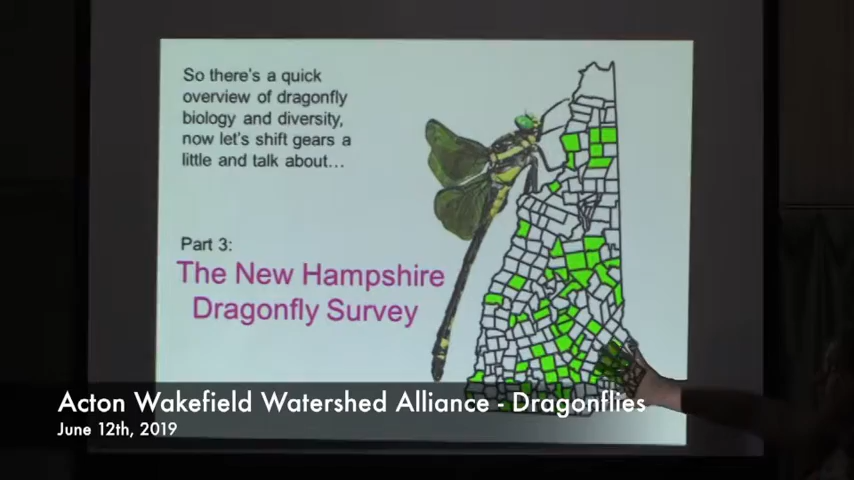 So there's a quick
overview of dragonfly
biology and diversity,
now let's shift gears a
little and talk about...
Part 3:
The New Hampshire
Dragonfly Survey
Acton Wakefield Watershed Alliance - Dragonflies
June 12th, 2019